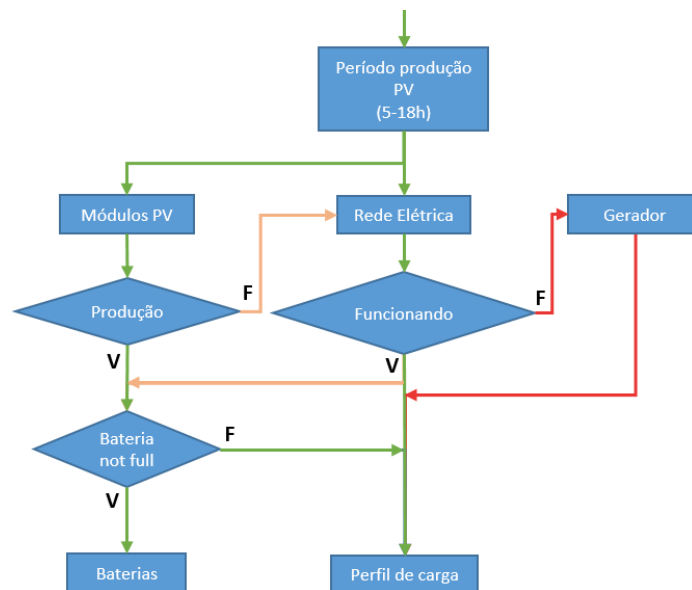 Período produção
PV
(5-18h)
Módulos PV
Rede Elétrica
Gerador
F
F
Produção
Funcionando
V
V
Bateria
not full
F
V
Baterias
Perfil de carga